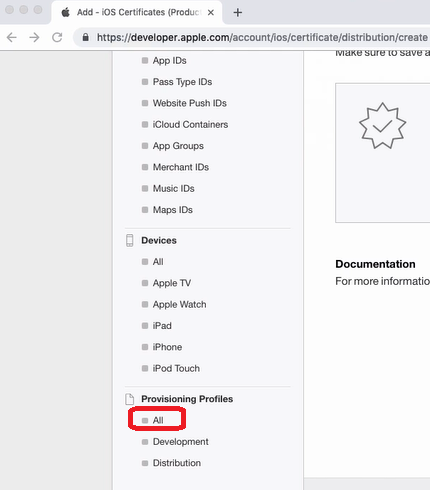 Add - iOS Certificates (Produc
https://developer.apple.com/account/ios/certificate/distribution/create
App IDs
Pass Type IDs
Website Push IDs
iCloud Containers
App Groups
Merchant IDs
Music IDs
Maps IDs
Devices
All
Apple TV
Apple Watch
iPad
iPhone
iPod Touch
Provisioning Profiles
All
Development
Distribution
Make sure to save a
Documentation
For more informatio